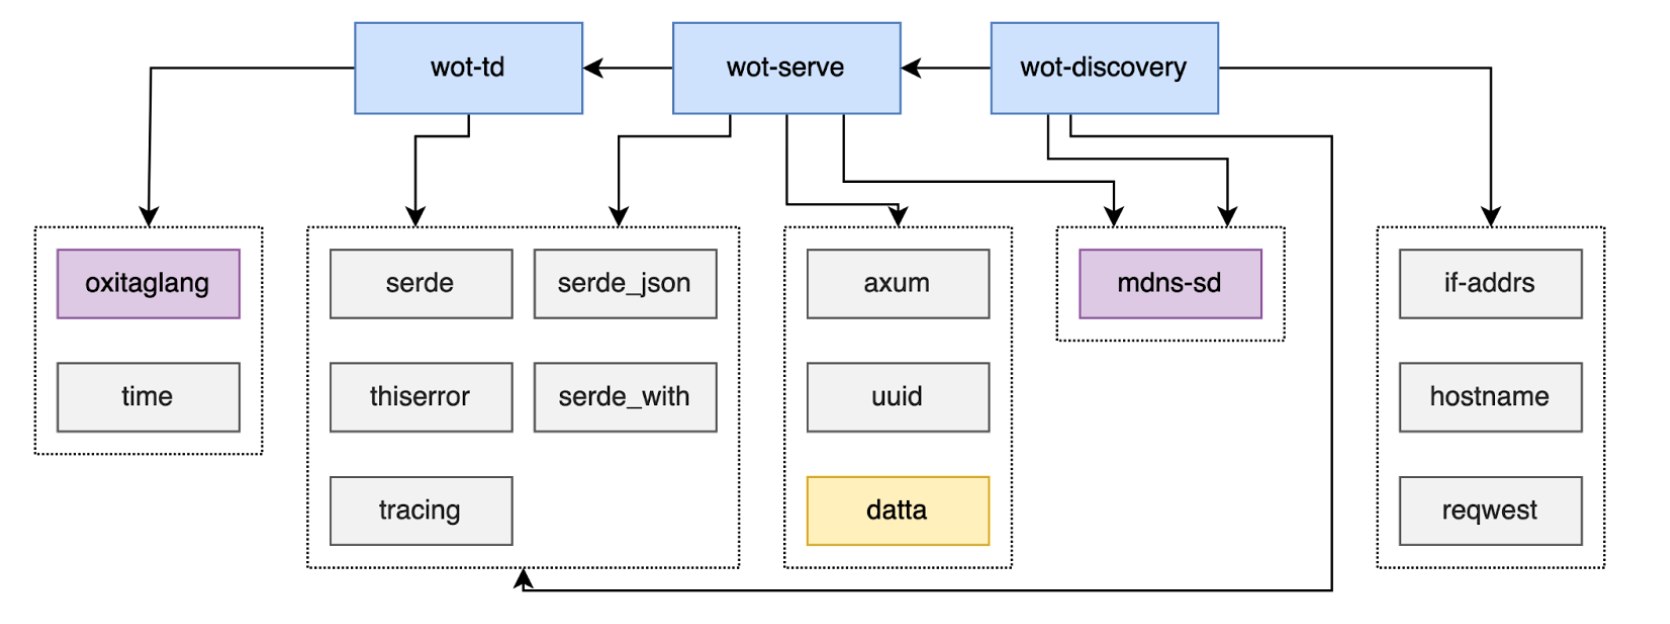 wot-td
wot-serve
wot-discovery
oxitaglang
time
serde
serde_json
thiserror
serde_with
tracing
axum
uuid
datta
mdns-sd
if-addrs
hostname
reqwest